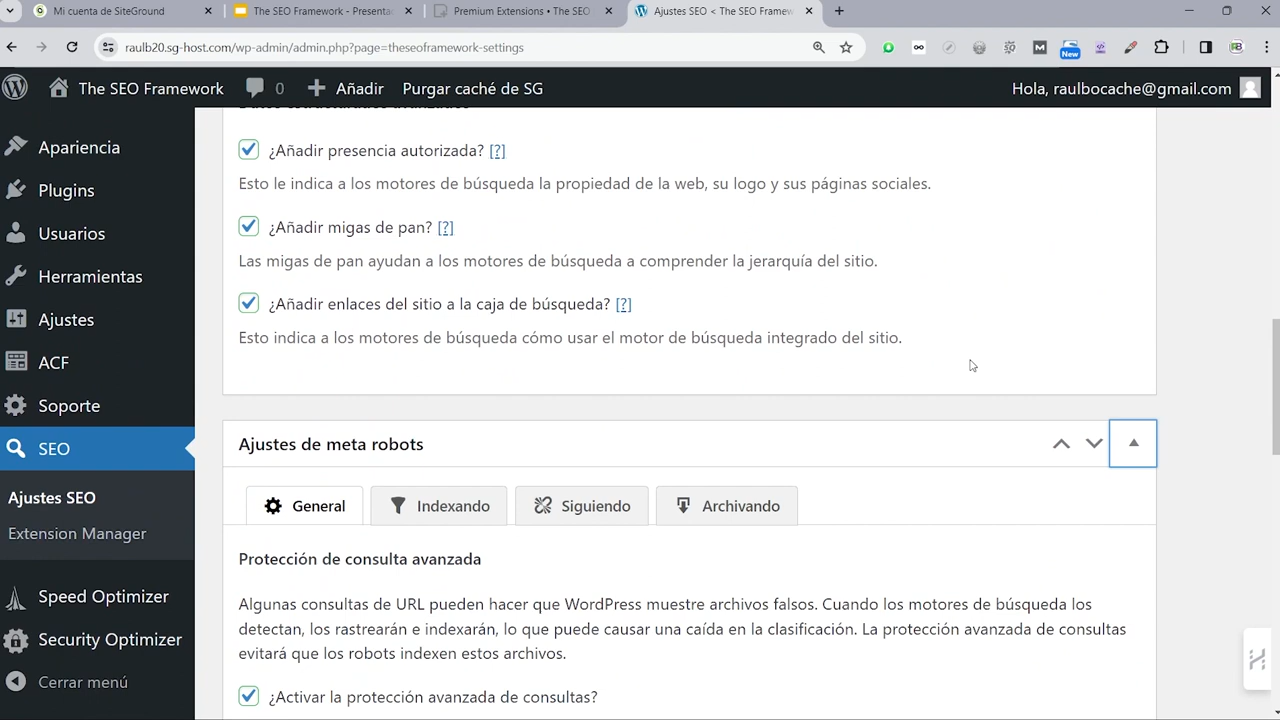 Mi cuenta de SiteGround
The SEO Framework - Presenta
Premium Extensions • The SEO
Ajustes SEO < The SEO Framew
raulb20.sg-host.com/wp-admin/admin.php?page=theseoframework-settings
New
The SEO Framework
0
Añadir
Purgar caché de SG
Hola, raulbocache@gmail.com
Apariencia
Plugins
Usuarios
Herramientas
Ajustes
ACF
Soporte
SEO
Ajustes SEO
Extension Manager
Speed Optimizer
Security Optimizer
Cerrar menú
Datos estructurados avanzados
¿Añadir presencia autorizada? [?]
Esto le indica a los motores de búsqueda la propiedad de la web, su logo y sus páginas sociales.
¿Añadir migas de pan? [?]
Las migas de pan ayudan a los motores de búsqueda a comprender la jerarquía del sitio.
¿Añadir enlaces del sitio a la caja de búsqueda? [?]
Esto indica a los motores de búsqueda cómo usar el motor de búsqueda integrado del sitio.
Ajustes de meta robots
General
Indexando
Siguiendo
Archivando
Protección de consulta avanzada
Algunas consultas de URL pueden hacer que WordPress muestre archivos falsos. Cuando los motores de búsqueda los
detectan, los rastrearán e indexarán, lo que puede causar una caída en la clasificación. La protección avanzada de consultas
evitará que los robots indexen estos archivos.
¿Activar la protección avanzada de consultas?